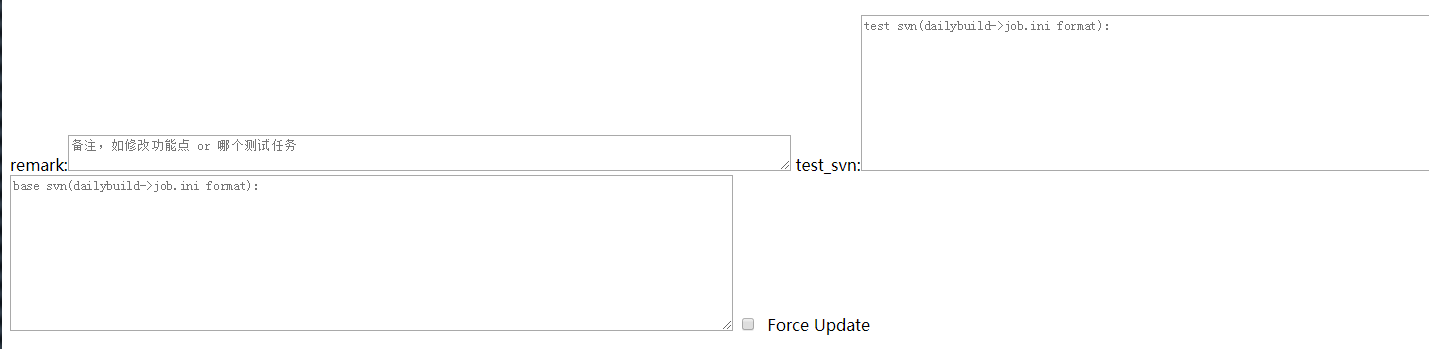 test svn(dailybuild->job.ini format):
备注，如修改功能点 or 哪个测试任务
remark: test_svn:
base svn(dailybuild->job.ini format):
Force Update